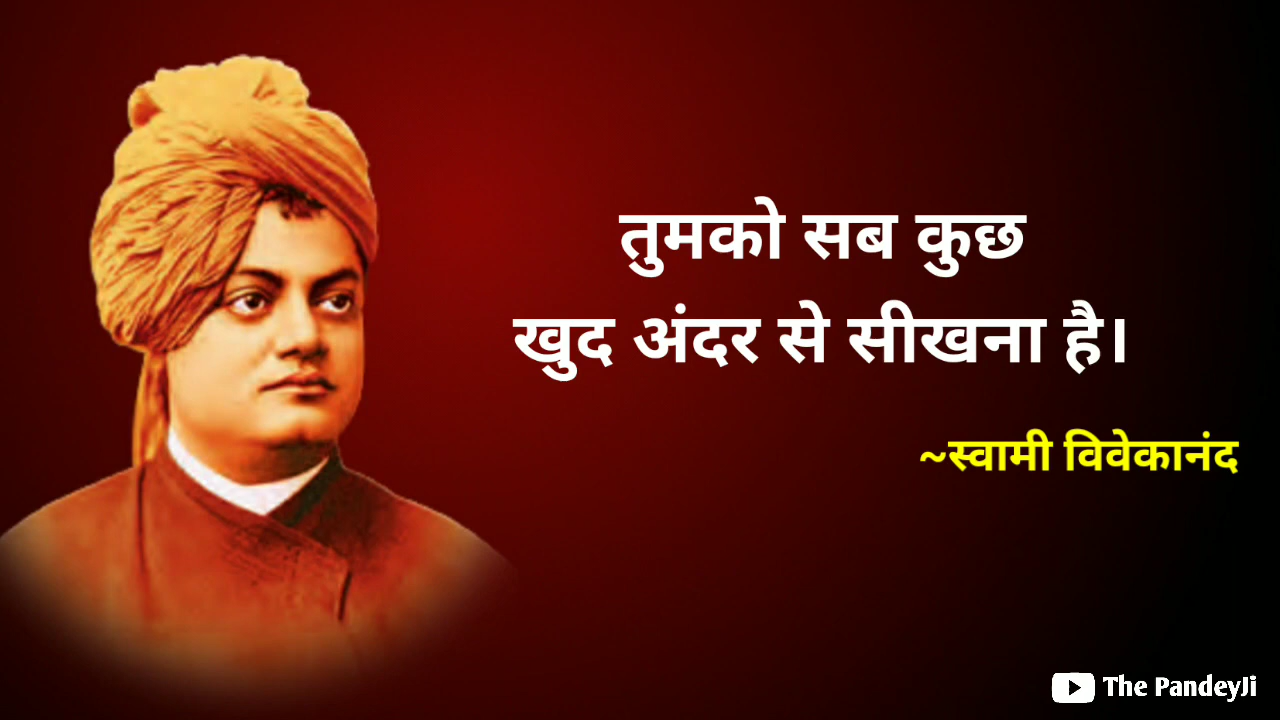 तुमको सब कुछ
खुद अंदर से सीखना है।
~स्वामी विवेकानंद
The PandeyJi